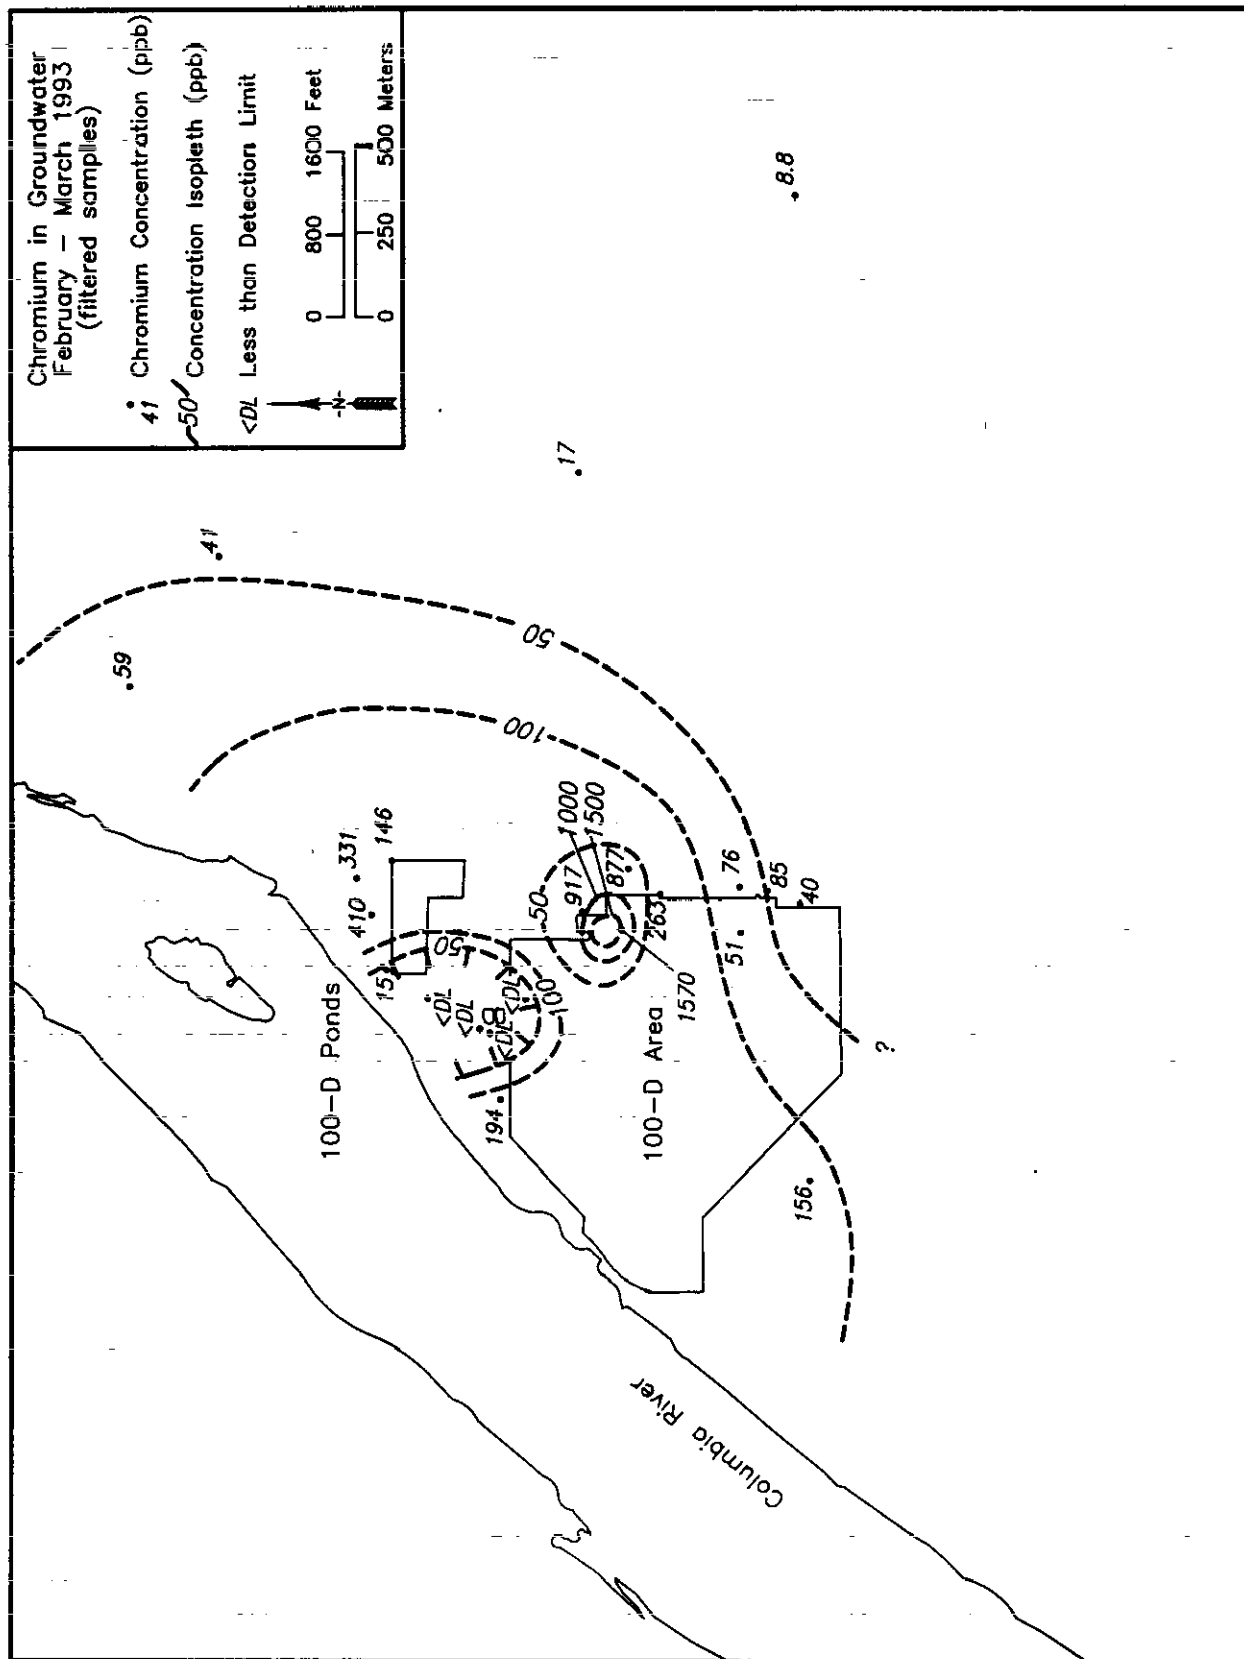 Chromium in Groundwater
February – March 1993
(filtered samples)
41 Chromium Concentration (ppb)
50 Concentration Isopleth (ppb)
<DL Less than Detection Limit
-N-
0 800 1600 Feet
0 250 500 Meters
59
41
17
8.8
50
100
410
331
146
15
50
<DL
<DL
88
<DL
<DL
100
194
100-D Ponds
50
917
1000
1500
877
263
1570
100-D Area
51
76
85
40
156
?
Columbia River